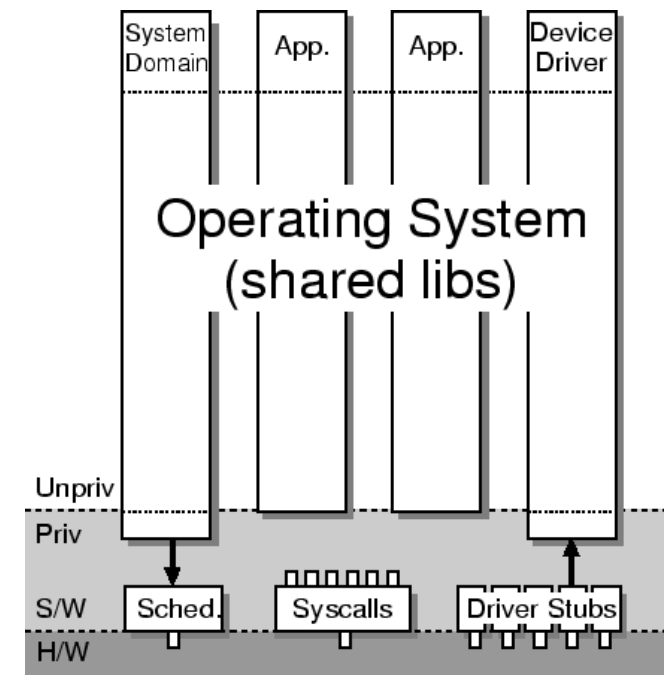 System
Domain
App.
App.
Device
Driver
Operating System
(shared libs)
Unpriv
Priv
S/W
Sched.
Syscalls
Driver Stubs
H/W